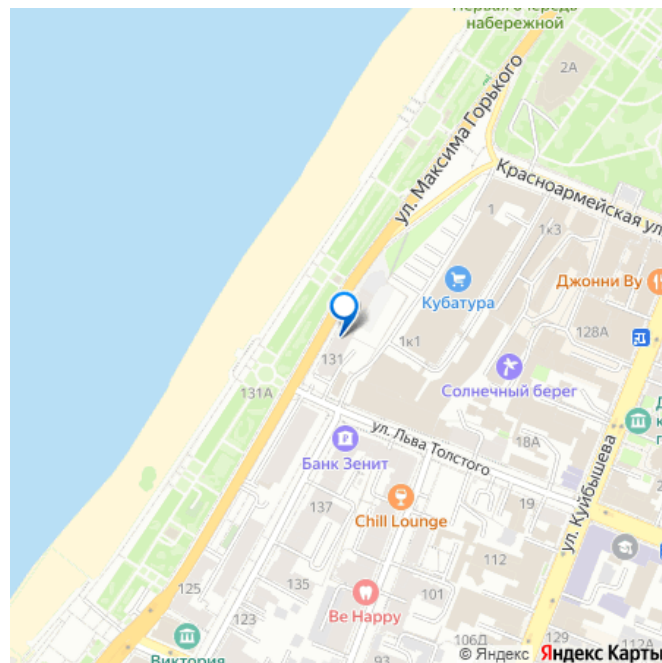 Первая очередь
набережной
2А
ул. Максима Горького
Красноармейская ул.
1
1к3
Джонни Ву
Кубатура
128А
1к1
131
Солнечный берег
131А
ул. Льва Толстого
18А
Банк Зенит
ул. Куйбышева
137
Chill Lounge
19
112
125
135
101
Be Happy
Виктория
93
106Д
129
112А
© Яндекс Яндекс Карты